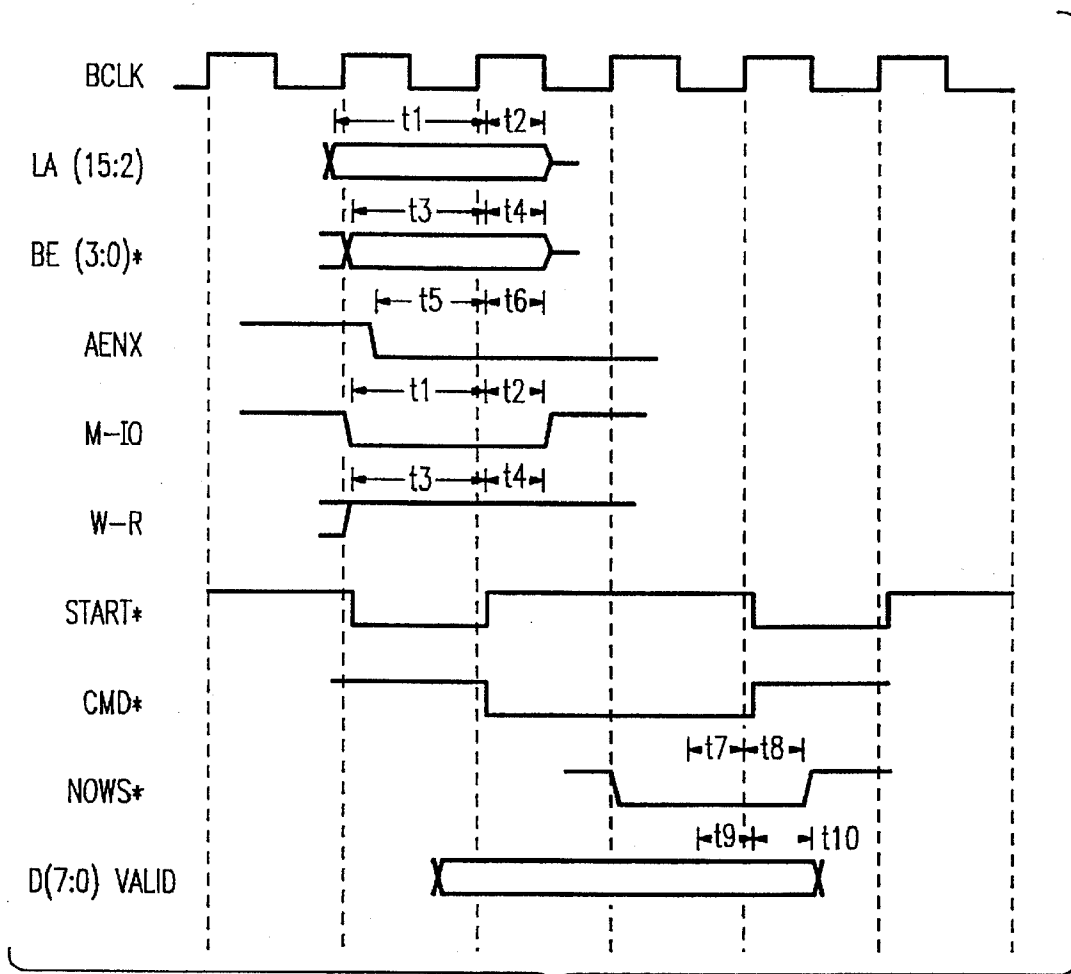 BCLK
t1 t2
LA (15:2)
t3 t4
BE (3:0)*
t5 t6
AENX
t1 t2
M-IO
t3 t4
W-R
START*
CMD*
t7 t8
NOWS*
t9 t10
D(7:0) VALID